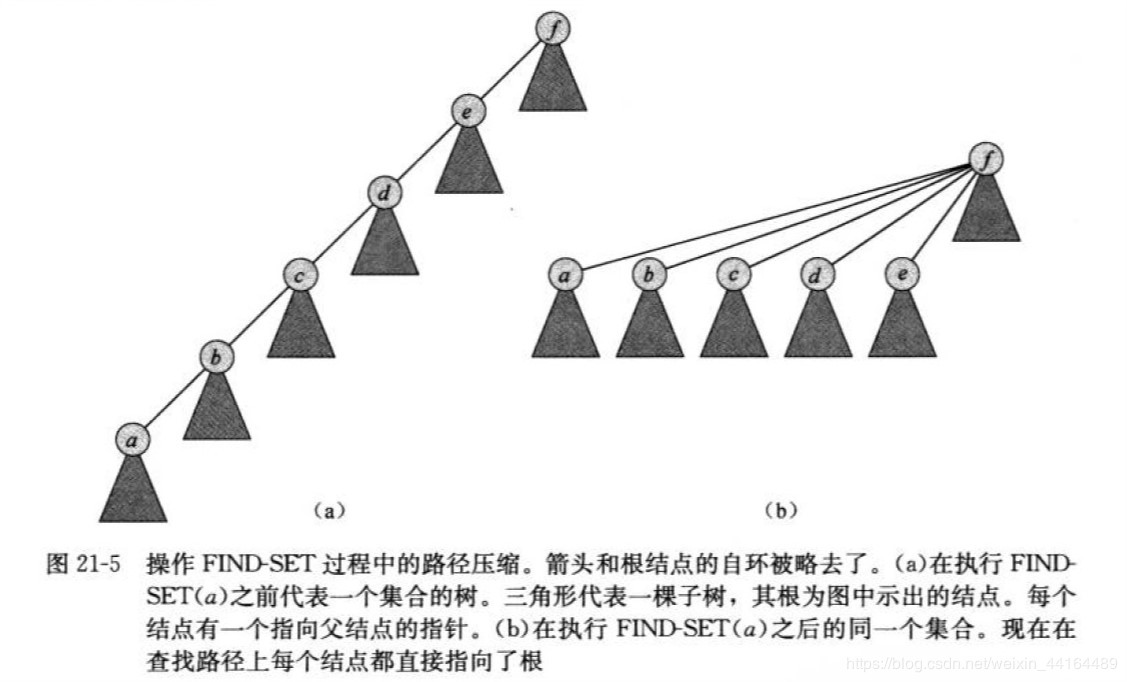 f
e
f
d
c
a b c d e
b
a
(a) (b)
图 21-5 操作 FIND-SET 过程中的路径压缩。箭头和根结点的自环被略去了。(a)在执行 FIND-
SET(a)之前代表一个集合的树。三角形代表一棵子树，其根为图中示出的结点。每个
结点有一个指向父结点的指针。(b)在执行 FIND-SET(a)之后的同一个集合。现在在
查找路径上每个结点都直接指向了根
https://blog.csdn.net/weixin_44164489